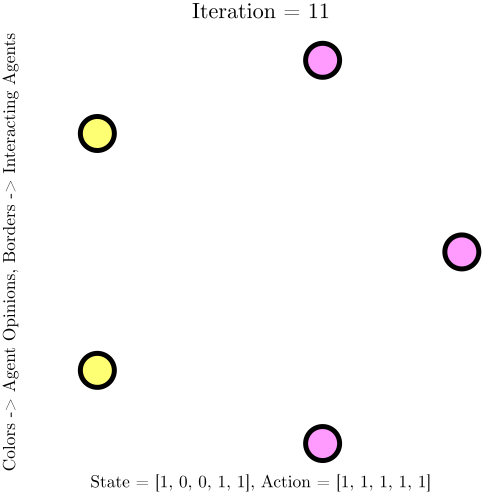 Iteration = 11
Colors -> Agent Opinions, Borders -> Interacting Agents
State = [1, 0, 0, 1, 1], Action = [1, 1, 1, 1, 1]